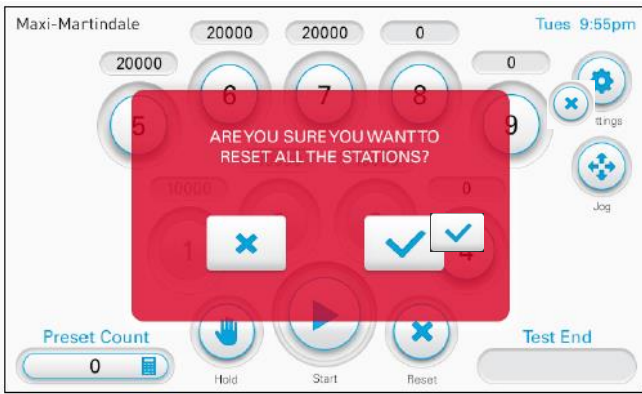 Maxi-Martindale
20000 20000 0
Tues 9:55pm
20000
0
6 7 8
5
9
ttings
ARE YOU SURE YOU WANT TO
RESET ALL THE STATIONS?
10000
0
Jog
1
4
Preset Count
Test End
0
Hold Start Reset